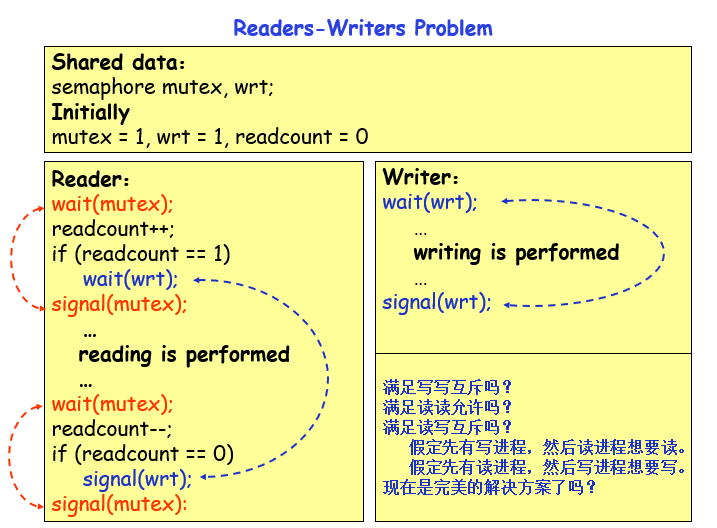 Readers-Writers Problem
Shared data：
semaphore mutex, wrt;
Initially
mutex = 1, wrt = 1, readcount = 0
Reader：
wait(mutex);
readcount++;
if (readcount == 1)
wait(wrt);
signal(mutex);
…
reading is performed
…
wait(mutex);
readcount--;
if (readcount == 0)
signal(wrt);
signal(mutex):
Writer：
wait(wrt);
…
writing is performed
…
signal(wrt);
满足写写互斥吗？
满足读读允许吗？
满足读写互斥吗？
假定先有写进程，然后读进程想要读。
假定先有读进程，然后写进程想要写。
现在是完美的解决方案了吗？